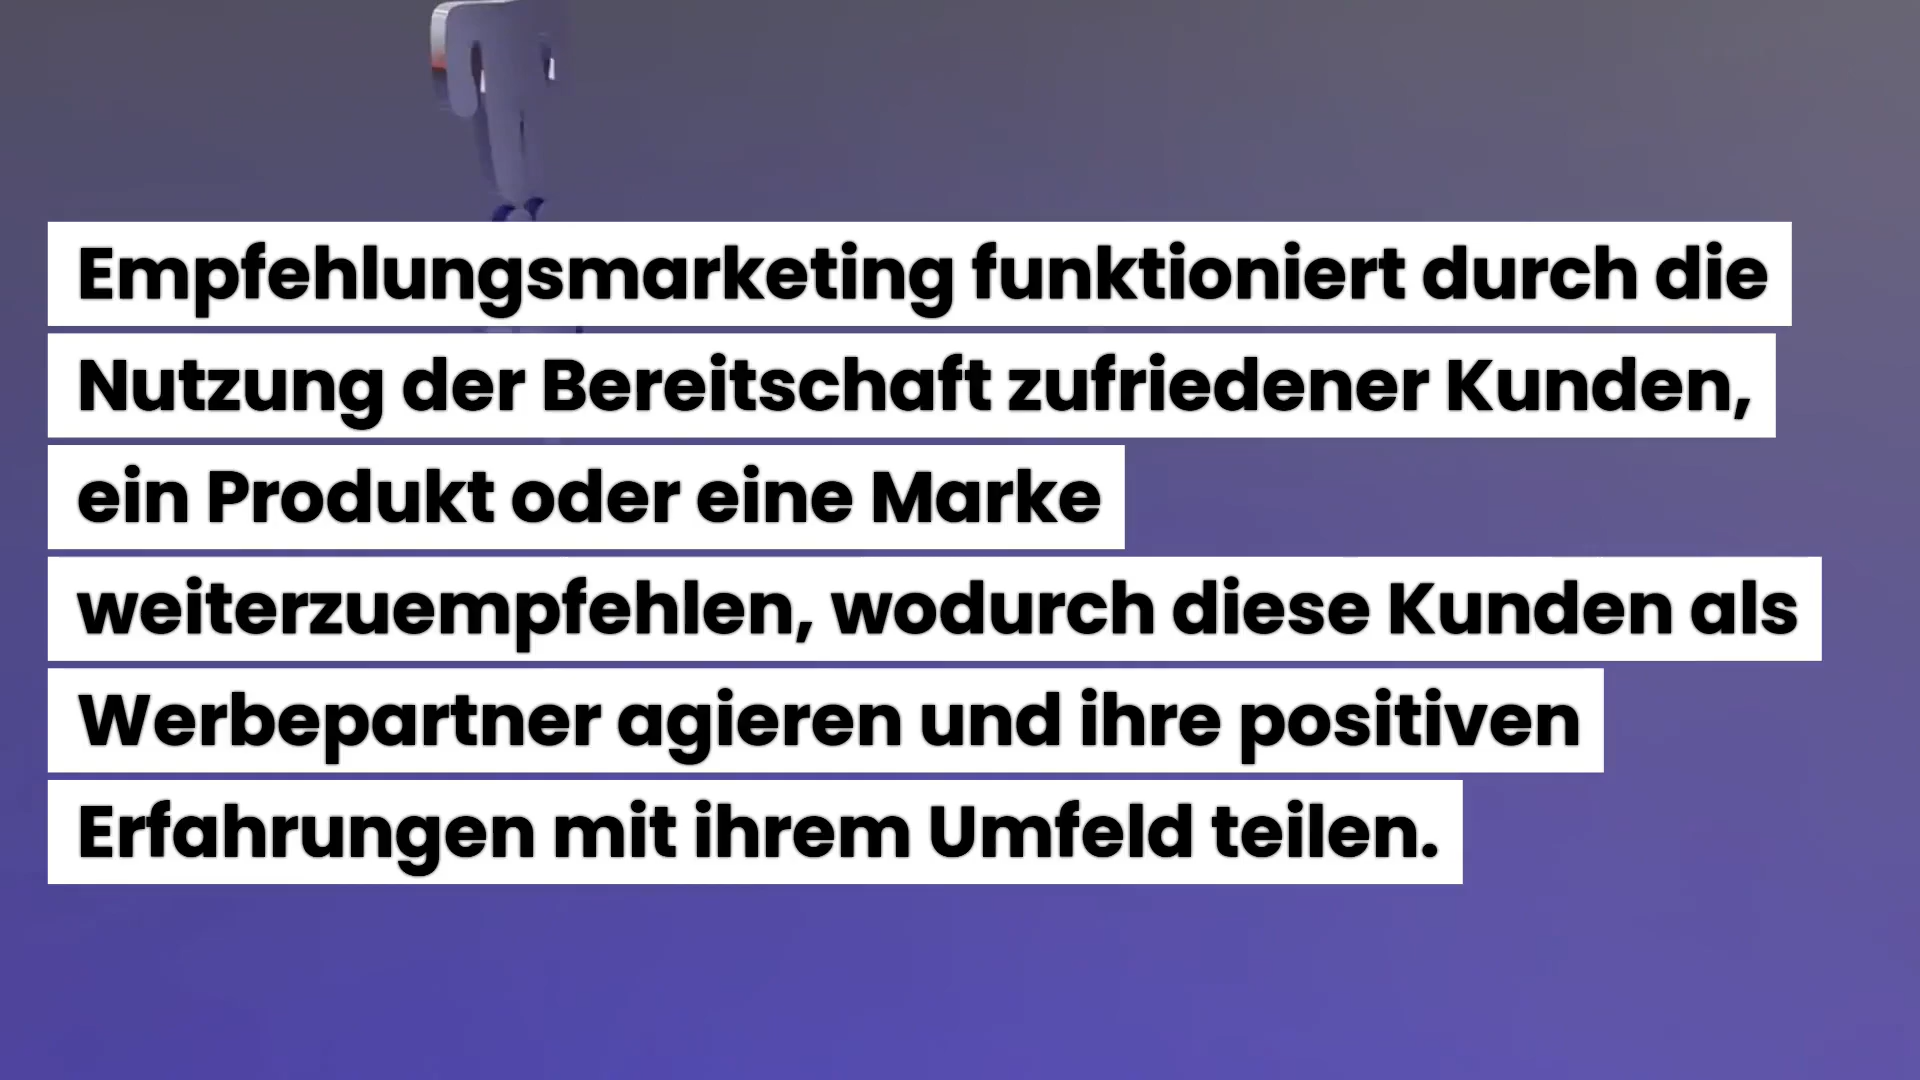 Empfehlungsmarketing funktioniert durch die
Nutzung der Bereitschaft zufriedener Kunden,
ein Produkt oder eine Marke
weiterzuempfehlen, wodurch diese Kunden als
Werbepartner agieren und ihre positiven
Erfahrungen mit ihrem Umfeld teilen.